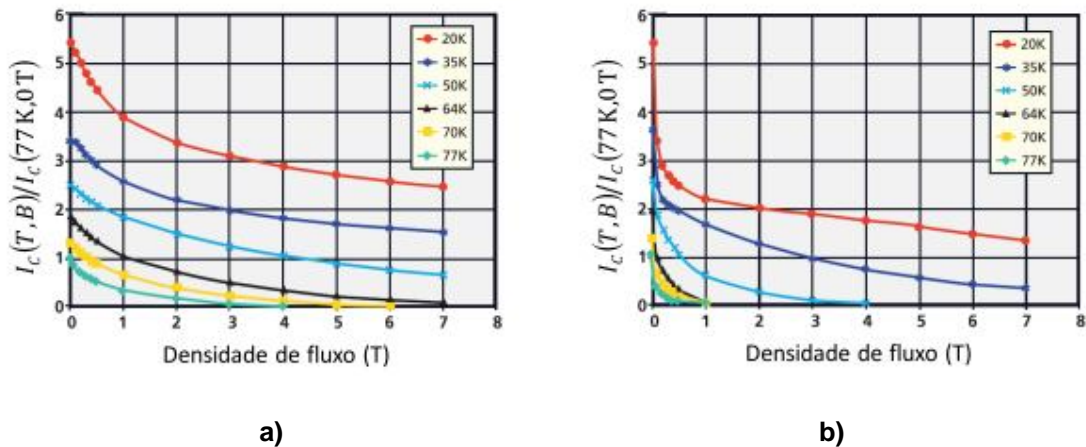 I_C(T,B)/I_C(77 K,0 T)
6
5
4
3
2
1
0
20K
35K
50K
64K
70K
77K
0 1 2 3 4 5 6 7 8
Densidade de fluxo (T)
a)
I_C(T,B)/I_C(77 K,0 T)
6
5
4
3
2
1
0
20K
35K
50K
64K
70K
77K
0 1 2 3 4 5 6 7 8
Densidade de fluxo (T)
b)